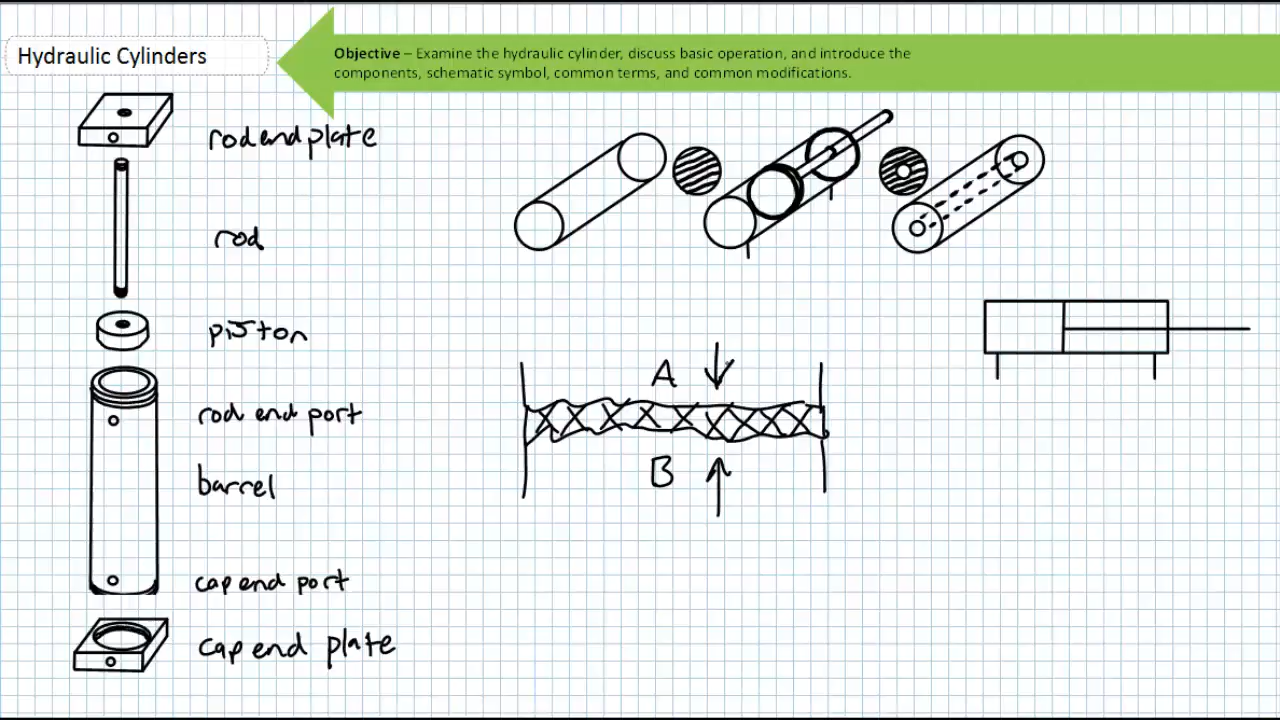 Hydraulic Cylinders
Objective – Examine the hydraulic cylinder, discuss basic operation, and introduce the
components, schematic symbol, common terms, and common modifications.
rod end plate
rod
piston
rod end port
barrel
cap end port
cap end plate
A
B